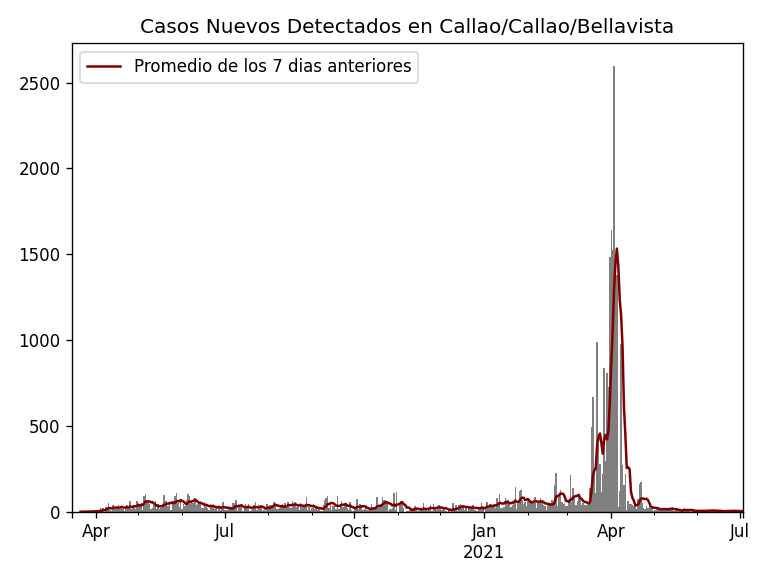 Casos Nuevos Detectados en Callao/Callao/Bellavista
Promedio de los 7 dias anteriores
2500
2000
1500
1000
500
0
Apr Jul Oct Jan Apr Jul
2021